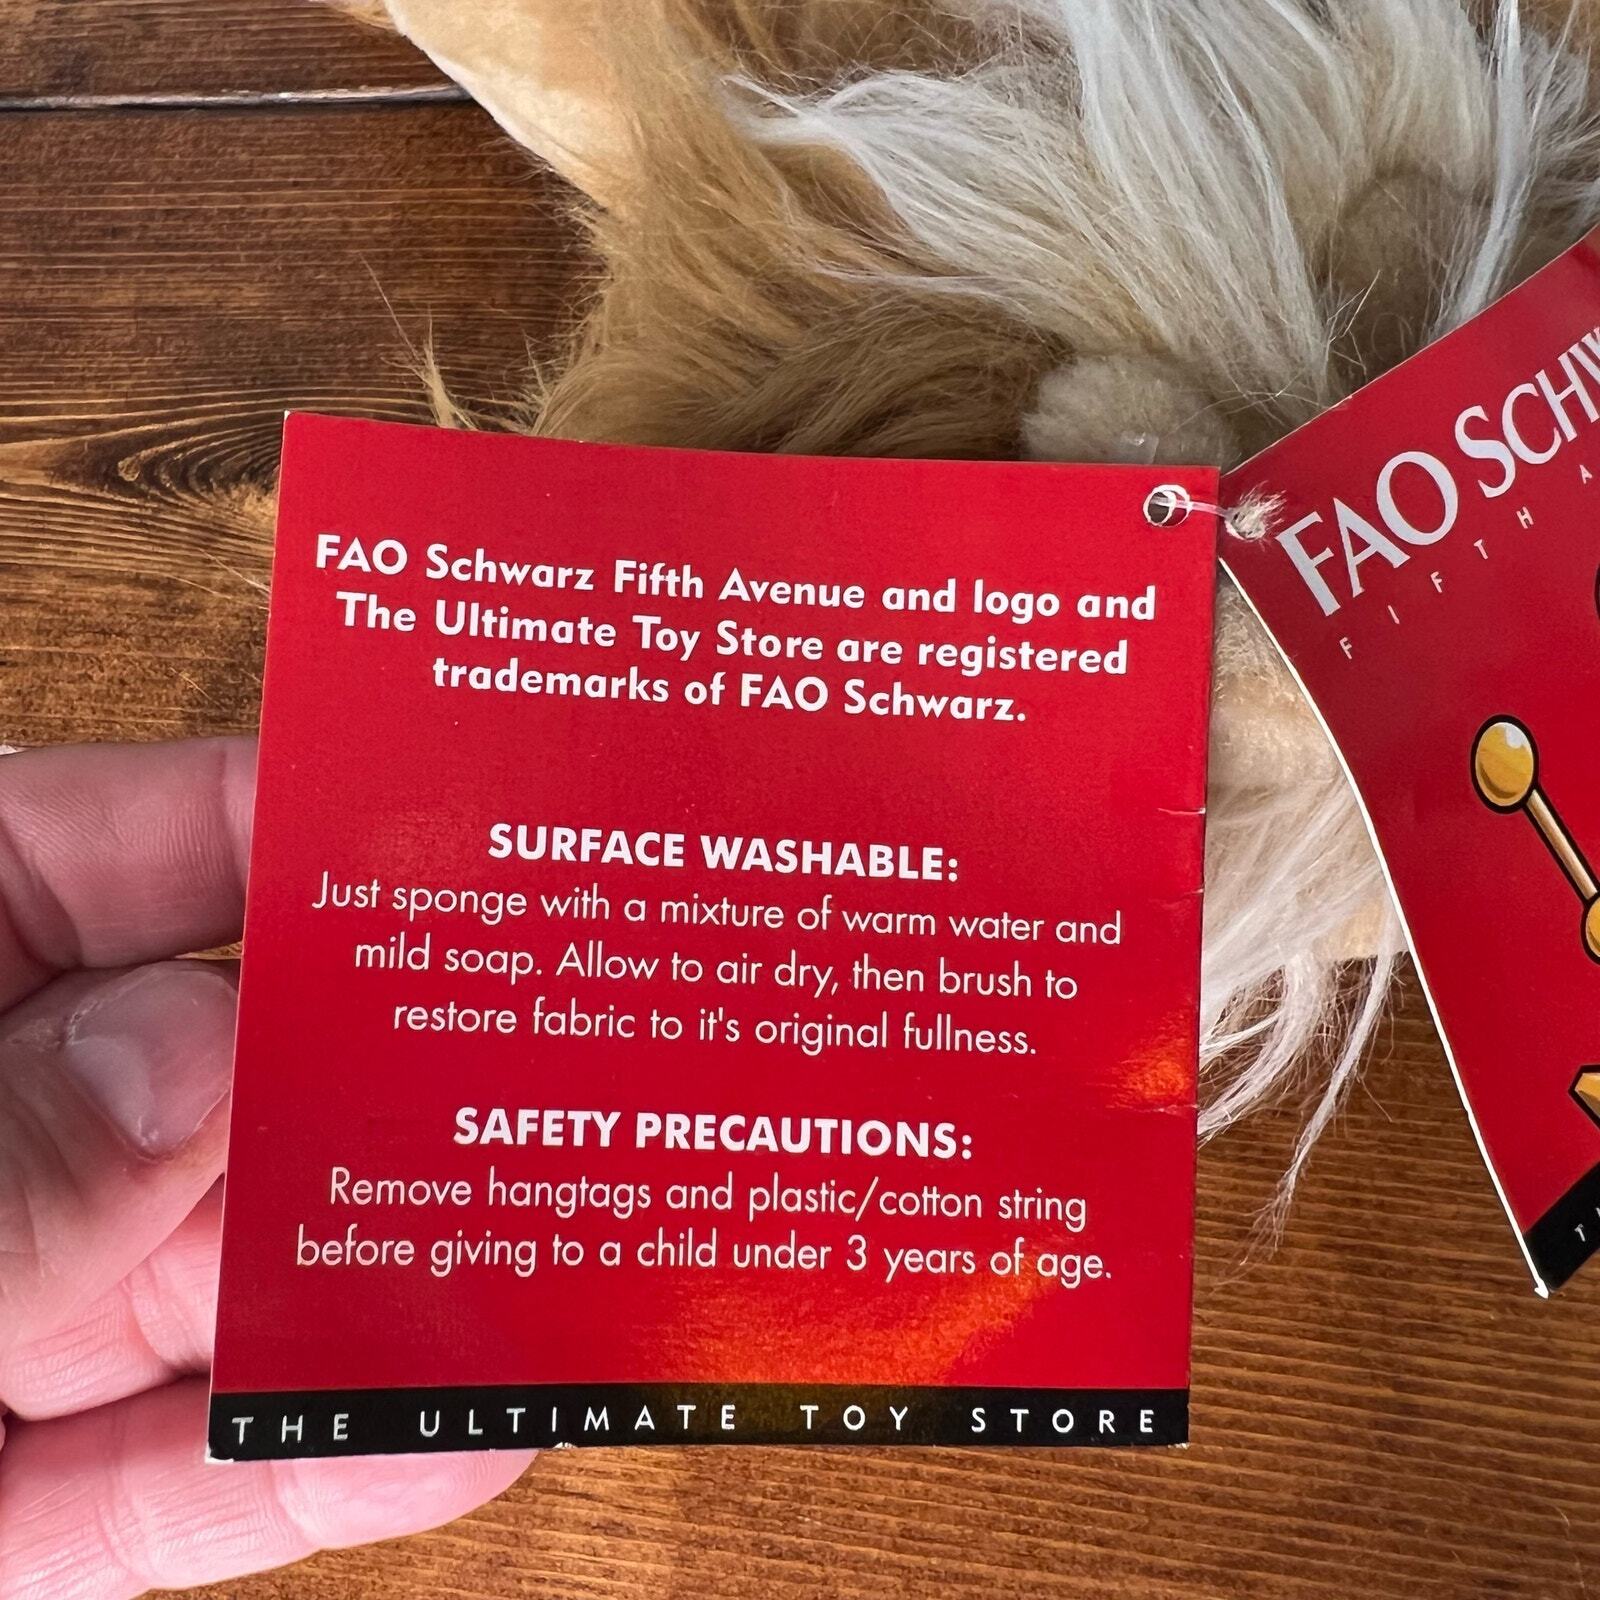 FAO Schwarz Fifth Avenue and logo and
The Ultimate Toy Store are registered
trademarks of FAO Schwarz.
SURFACE WASHABLE:
Just sponge with a mixture of warm water and
mild soap. Allow to air dry, then brush to
restore fabric to it's original fullness.
SAFETY PRECAUTIONS:
Remove hangtags and plastic/cotton string
before giving to a child under 3 years of age.
THE ULTIMATE TOY STORE
FAO
FIFTH